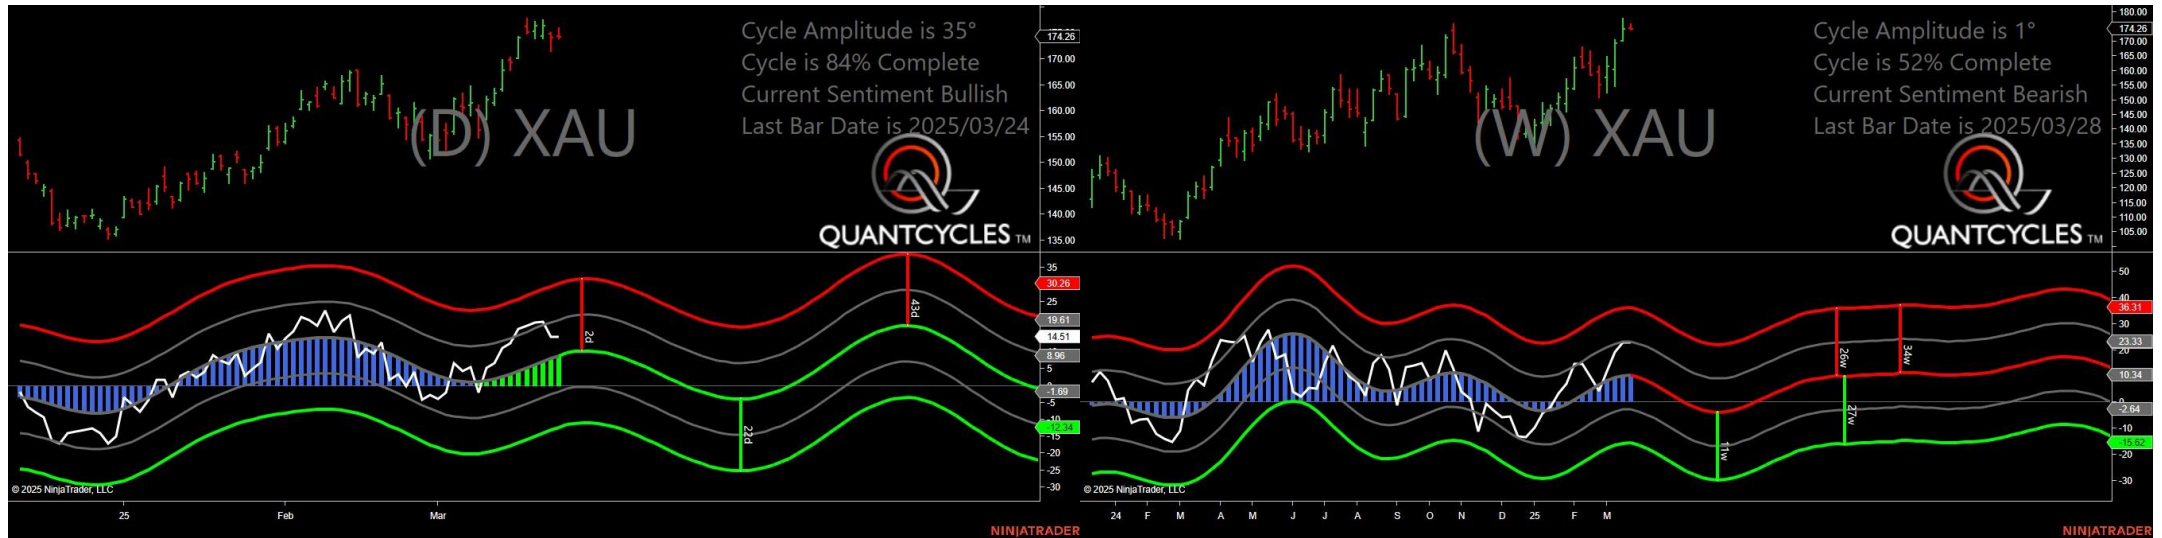 Cycle Amplitude is 35°
Cycle is 84% Complete
Current Sentiment Bullish
Last Bar Date is 2025/03/24
(D) XAU
QUANTCYCLES TM
174.26
170.00
165.00
160.00
155.00
150.00
145.00
140.00
135.00
35
30.26
25
19.61
14.51
8.96
5
0
-1.69
-5
-12.34
-15
-20
-25
-30
2d
22d
43d
© 2025 NinjaTrader, LLC
25 Feb Mar
NINJATRADER
Cycle Amplitude is 1°
Cycle is 52% Complete
Current Sentiment Bearish
Last Bar Date is 2025/03/28
(W) XAU
QUANTCYCLES TM
180.00
174.26
170.00
165.00
160.00
155.00
150.00
145.00
140.00
135.00
130.00
125.00
120.00
115.00
110.00
105.00
50
40
36.31
30
23.33
20
10.34
0
-2.64
-10
-15.62
-30
11w
26w
27w
34w
© 2025 NinjaTrader, LLC
24 F M A M J J A S O N D 25 F M
NINJATRADER